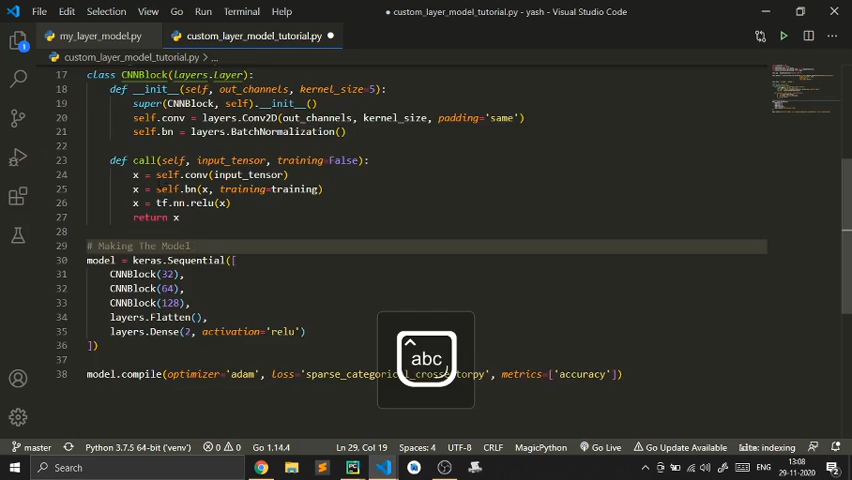 File Edit Selection View Go Run Terminal Help
custom_layer_model_tutorial.py - yash - Visual Studio Code
my_layer_model.py
custom_layer_model_tutorial.py
custom_layer_model_tutorial.py > ...
17 class CNNBlock(layers.Layer):
18 def __init__(self, out_channels, kernel_size=5):
19 super(CNNBlock, self).__init__()
20 self.conv = layers.Conv2D(out_channels, kernel_size, padding='same')
21 self.bn = layers.BatchNormalization()
22
23 def call(self, input_tensor, training=False):
24 x = self.conv(input_tensor)
25 x = self.bn(x, training=training)
26 x = tf.nn.relu(x)
27 return x
28
29 # Making The Model
30 model = keras.Sequential([
31 CNNBlock(32),
32 CNNBlock(64),
33 CNNBlock(128),
34 layers.Flatten(),
35 layers.Dense(2, activation='relu')
36 ])
37
38 model.compile(optimizer='adam', loss='sparse_categorical_crossentorpy', metrics=['accuracy'])
abc
master Python 3.7.5 64-bit ('venv') 0 0 Go 1.14.4 Ln 29, Col 19 Spaces: 4 UTF-8 CRLF MagicPython Go Live Go Update Available kite: indexing
Search
ENG
13:08
29-11-2020